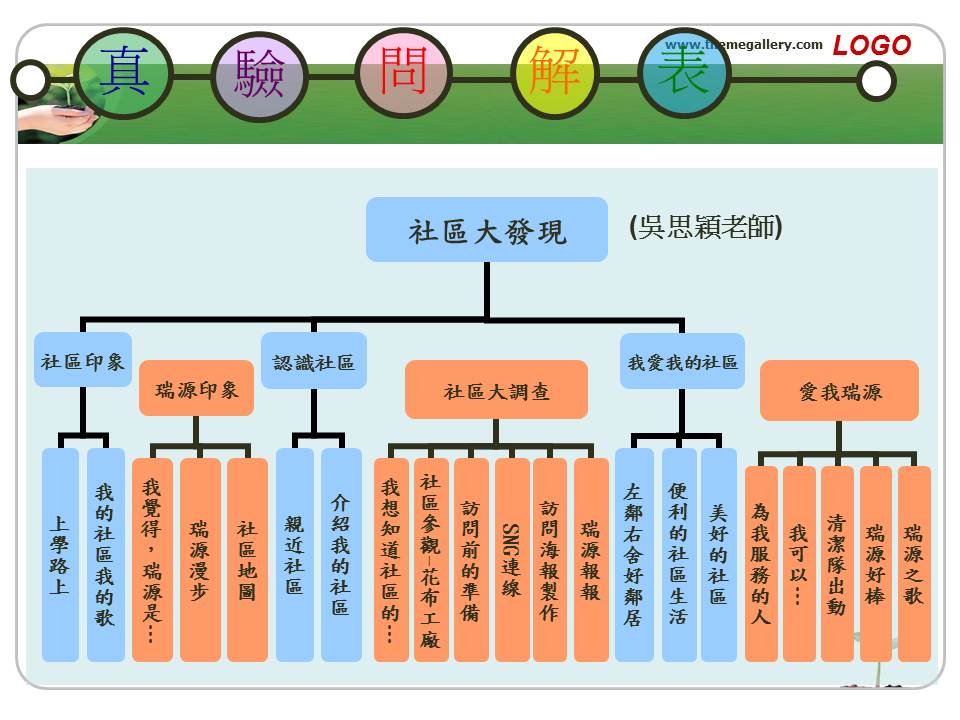 www.themegallery.com
LOGO
真 驗 問 解 表
社區大發現
(吳思穎老師)
社區印象
瑞源印象
認識社區
社區大調查
我愛我的社區
愛我瑞源
上學路上
我的社區我的歌
我覺得，瑞源是…
瑞源漫步
社區地圖
親近社區
介紹我的社區
我想知道社區的…
社區參觀–花布工廠
訪問前的準備
SNG連線
訪問海報製作
瑞源報報
左鄰右舍好鄰居
便利的社區生活
美好的社區
為我服務的人
我可以…
清潔隊出動
瑞源好棒
瑞源之歌